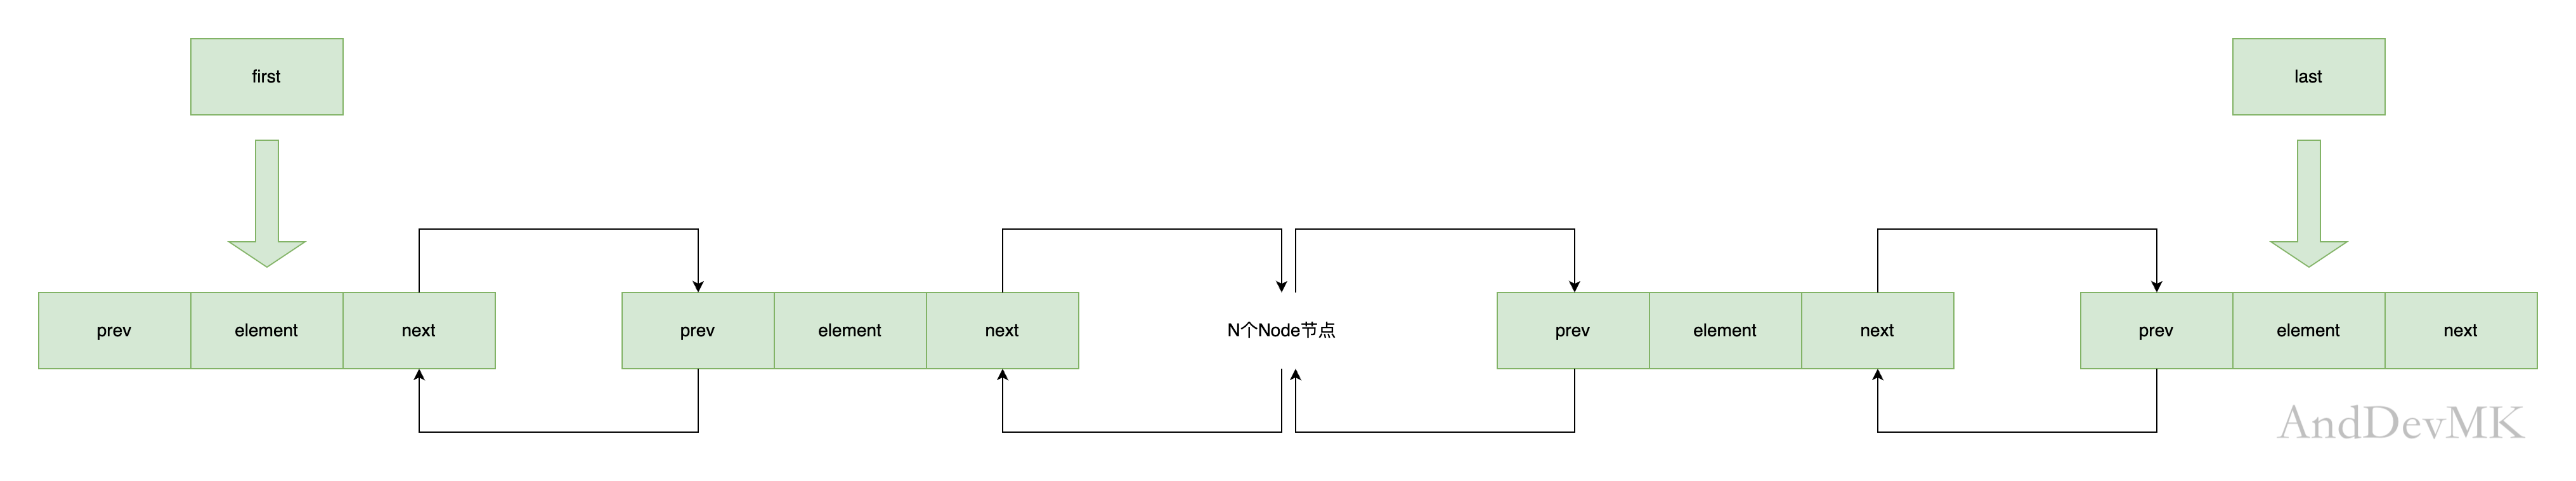 first
last
prev element next
prev element next
N个Node节点
prev element next
prev element next
AndDevMK